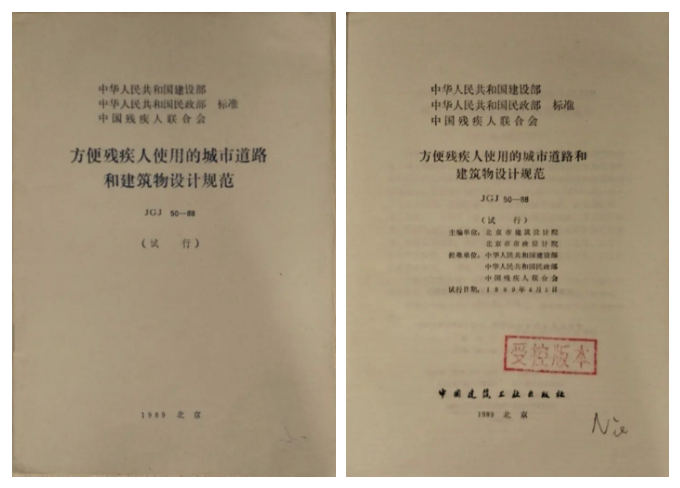 中华人民共和国建设部
中华人民共和国民政部 标准
中国残疾人联合会
方便残疾人使用的城市道路
和建筑物设计规范
JGJ 50—88
(试 行)
1989 北京
中华人民共和国建设部
中华人民共和国民政部 标准
中国残疾人联合会
方便残疾人使用的城市道路和
建筑物设计规范
JGJ 50—88
(试 行)
主编单位:北京市建筑设计院
北京市市政设计院
批准单位:中华人民共和国建设部
中华人民共和国民政部
中国残疾人联合会
试行日期:1989年4月1日
受控版本
中国建筑工业出版社
1989 北京